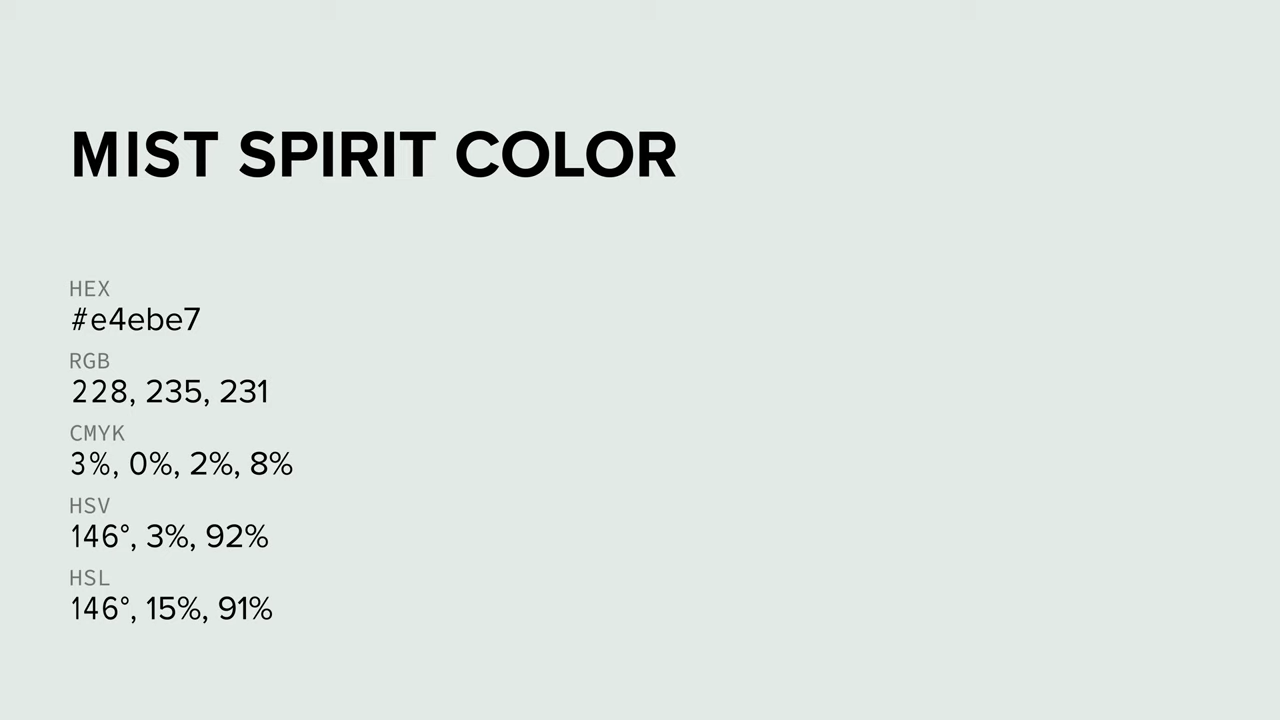 MIST SPIRIT COLOR
HEX
#e4ebe7
RGB
228, 235, 231
CMYK
3%, 0%, 2%, 8%
HSV
146°, 3%, 92%
HSL
146°, 15%, 91%